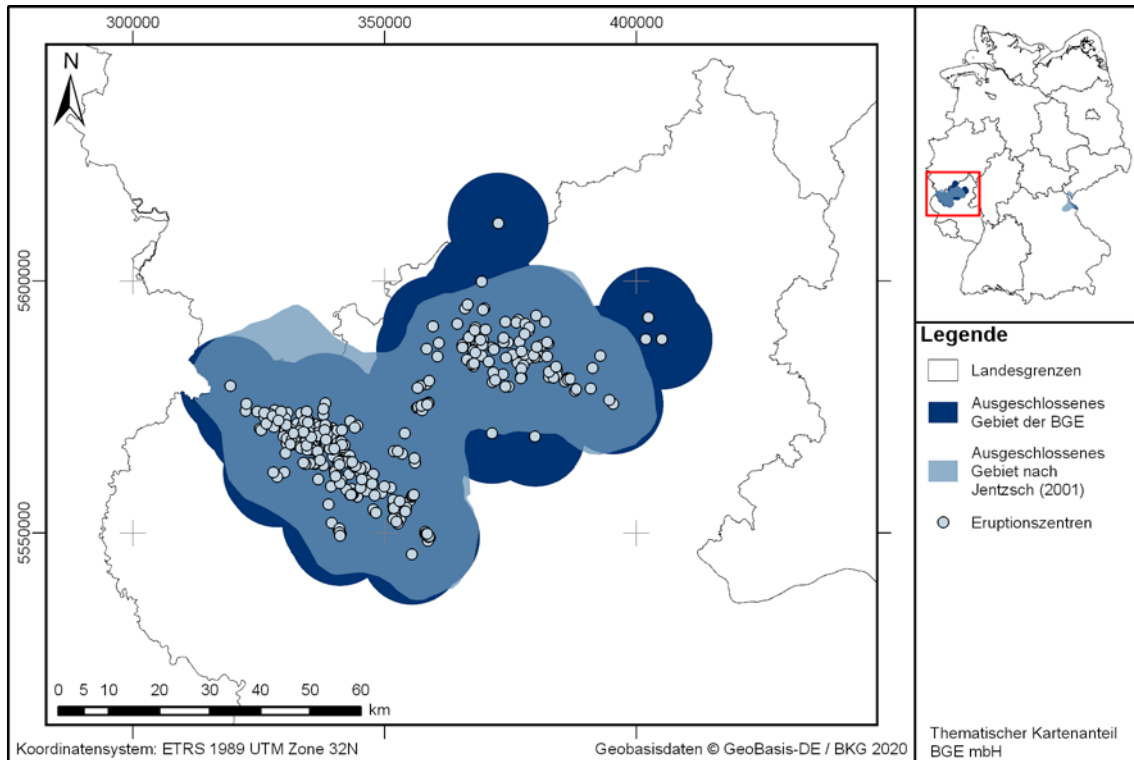 300000
350000
400000
N
5600000
5550000
0 5 10 20 30 40 50 60
km
Koordinatensystem: ETRS 1989 UTM Zone 32N
Geobasisdaten © GeoBasis-DE / BKG 2020
Legende
Landesgrenzen
Ausgeschlossenes
Gebiet der BGE
Ausgeschlossenes
Gebiet nach
Jentzsch (2001)
Eruptionszentren
Thematischer Kartenanteil
BGE mbH